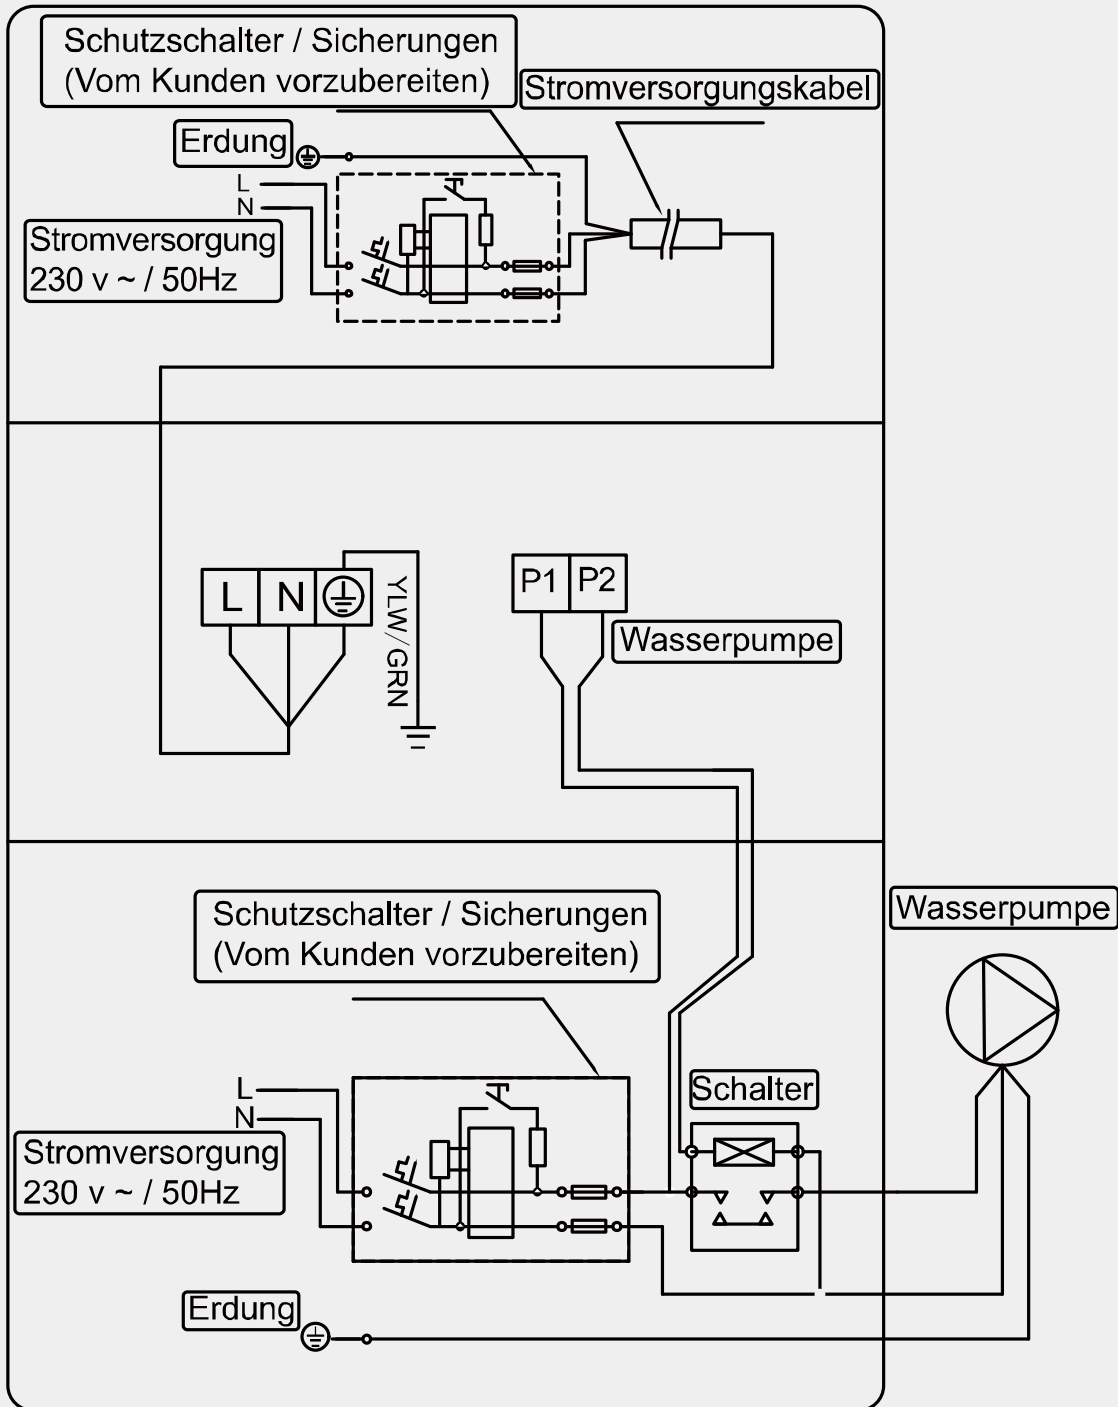 Schutzschalter / Sicherungen
(Vom Kunden vorzubereiten)
Stromversorgungskabel
Erdung
L
N
Stromversorgung
230 v ~ / 50Hz
L N
YLW/GRN
P1 P2
Wasserpumpe
Schutzschalter / Sicherungen
(Vom Kunden vorzubereiten)
Wasserpumpe
L
N
Schalter
Stromversorgung
230 v ~ / 50Hz
Erdung